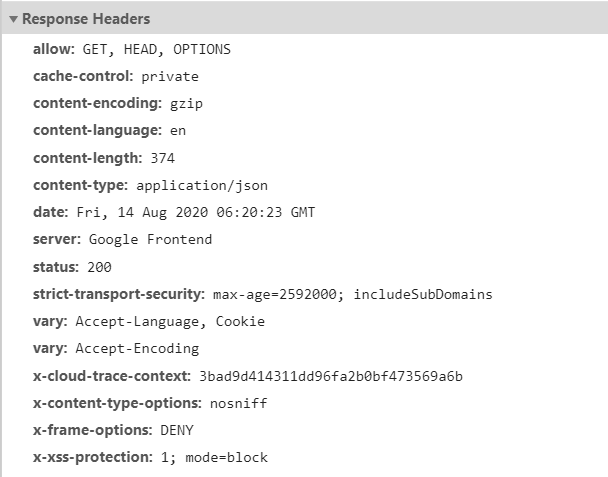 Response Headers
allow: GET, HEAD, OPTIONS
cache-control: private
content-encoding: gzip
content-language: en
content-length: 374
content-type: application/json
date: Fri, 14 Aug 2020 06:20:23 GMT
server: Google Frontend
status: 200
strict-transport-security: max-age=2592000; includeSubDomains
vary: Accept-Language, Cookie
vary: Accept-Encoding
x-cloud-trace-context: 3bad9d414311dd96fa2b0bf473569a6b
x-content-type-options: nosniff
x-frame-options: DENY
x-xss-protection: 1; mode=block